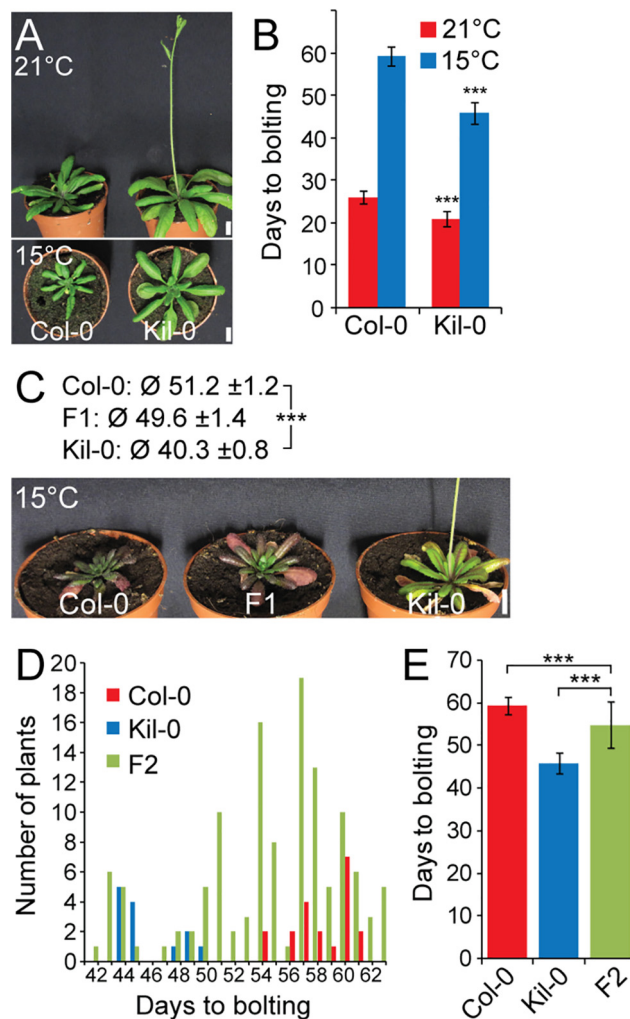 A
21°C
15°C
Col-0 Kil-0
B
21°C
15°C
Days to bolting
60
50
40
30
20
10
0
***
***
Col-0 Kil-0
C
Col-0: Ø 51.2 ±1.2
F1: Ø 49.6 ±1.4
***
Kil-0: Ø 40.3 ±0.8
15°C
Col-0 F1 Kil-0
D
Number of plants
20
18
16
14
12
10
8
6
4
2
0
Col-0
Kil-0
F2
42 44 46 48 50 52 54 56 58 60 62
Days to bolting
E
Days to bolting
70
60
50
40
30
20
10
0
***
***
Col-0 Kil-0 F2